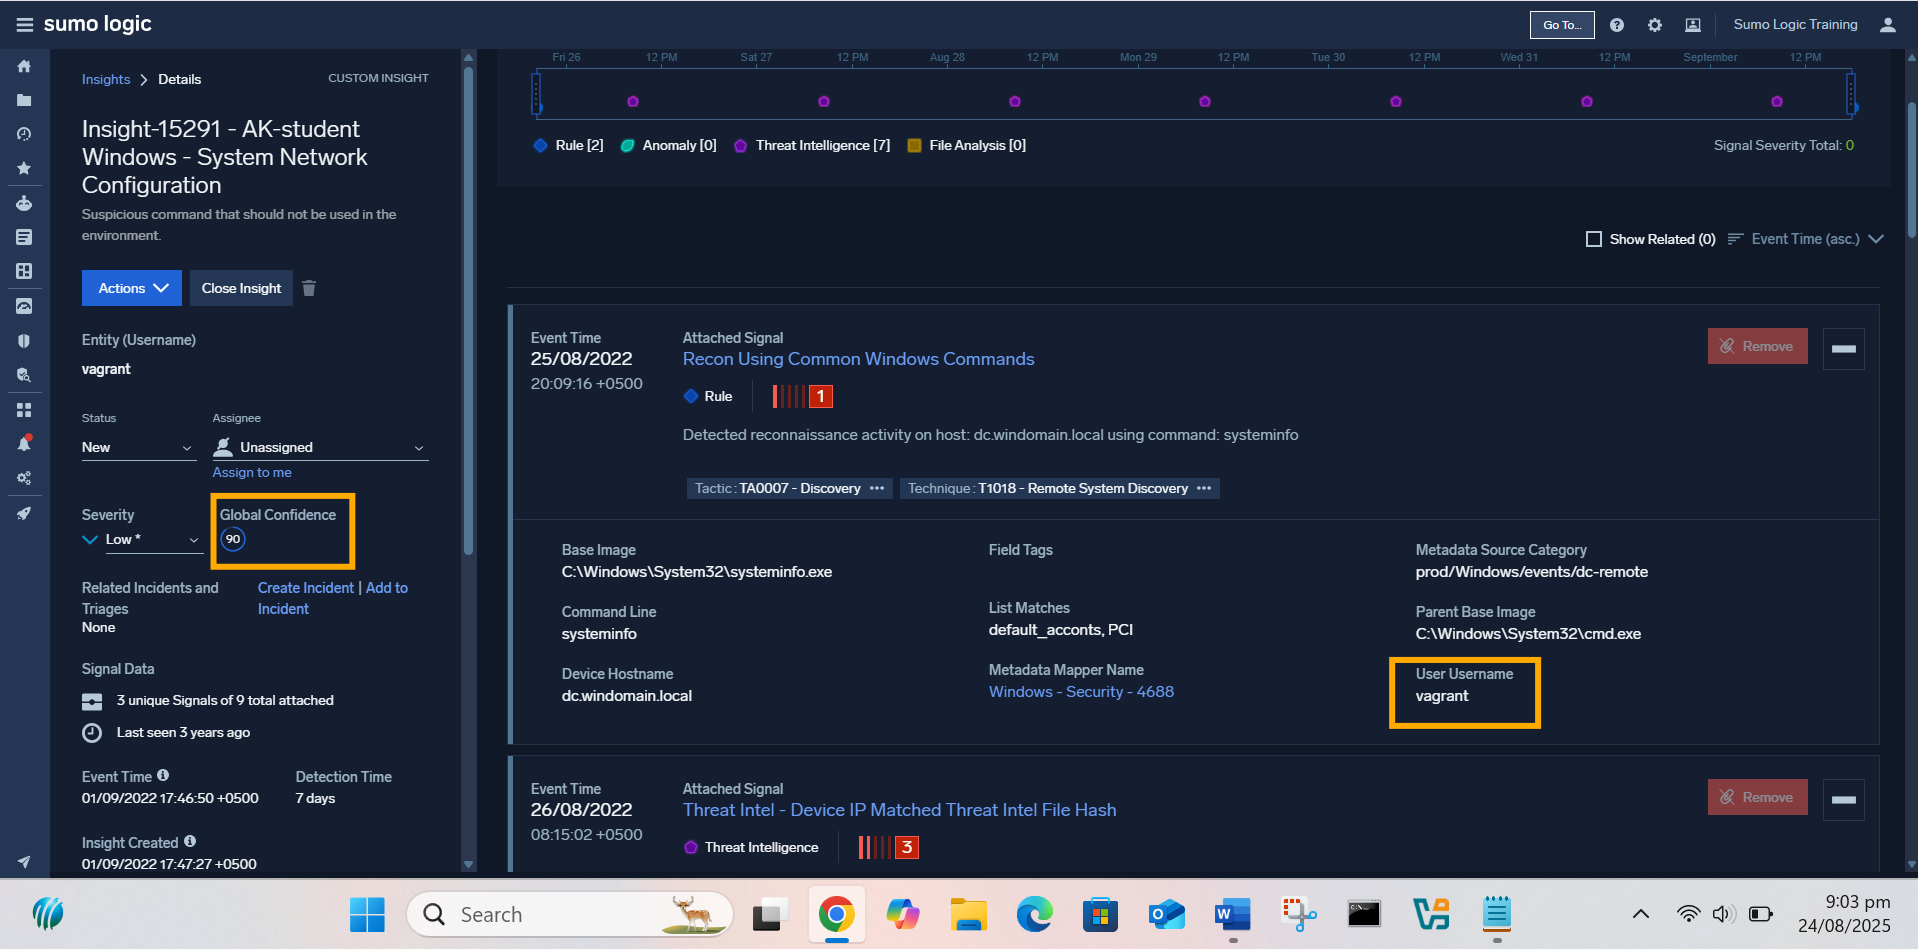 sumo logic
Go To...
Sumo Logic Training
Insights > Details
CUSTOM INSIGHT
Insight-15291 - AK-student
Windows - System Network
Configuration
Suspicious command that should not be used in the
environment.
Actions
Close Insight
Entity (Username)
vagrant
Status
Assignee
New
Unassigned
Assign to me
Severity
Global Confidence
Low *
90
Related Incidents and
Triages
None
Create Incident | Add to
Incident
Signal Data
3 unique Signals of 9 total attached
Last seen 3 years ago
Event Time
Detection Time
01/09/2022 17:46:50 +0500
7 days
Insight Created
01/09/2022 17:47:27 +0500
Fri 26 12 PM Sat 27 12 PM Aug 28 12 PM Mon 29 12 PM Tue 30 12 PM Wed 31 12 PM September 12 PM
Rule [2] Anomaly [0] Threat Intelligence [7] File Analysis [0]
Signal Severity Total: 0
Show Related (0)
Event Time (asc.)
Event Time
25/08/2022
20:09:16 +0500
Attached Signal
Recon Using Common Windows Commands
Rule
1
Remove
Detected reconnaissance activity on host: dc.windomain.local using command: systeminfo
Tactic : TA0007 - Discovery •••
Technique : T1018 - Remote System Discovery •••
Base Image
C:\Windows\System32\systeminfo.exe
Command Line
systeminfo
Device Hostname
dc.windomain.local
Field Tags
List Matches
default_acconts, PCI
Metadata Mapper Name
Windows - Security - 4688
Metadata Source Category
prod/Windows/events/dc-remote
Parent Base Image
C:\Windows\System32\cmd.exe
User Username
vagrant
Event Time
26/08/2022
08:15:02 +0500
Attached Signal
Threat Intel - Device IP Matched Threat Intel File Hash
Threat Intelligence
3
Remove
Search
9:03 pm
24/08/2025